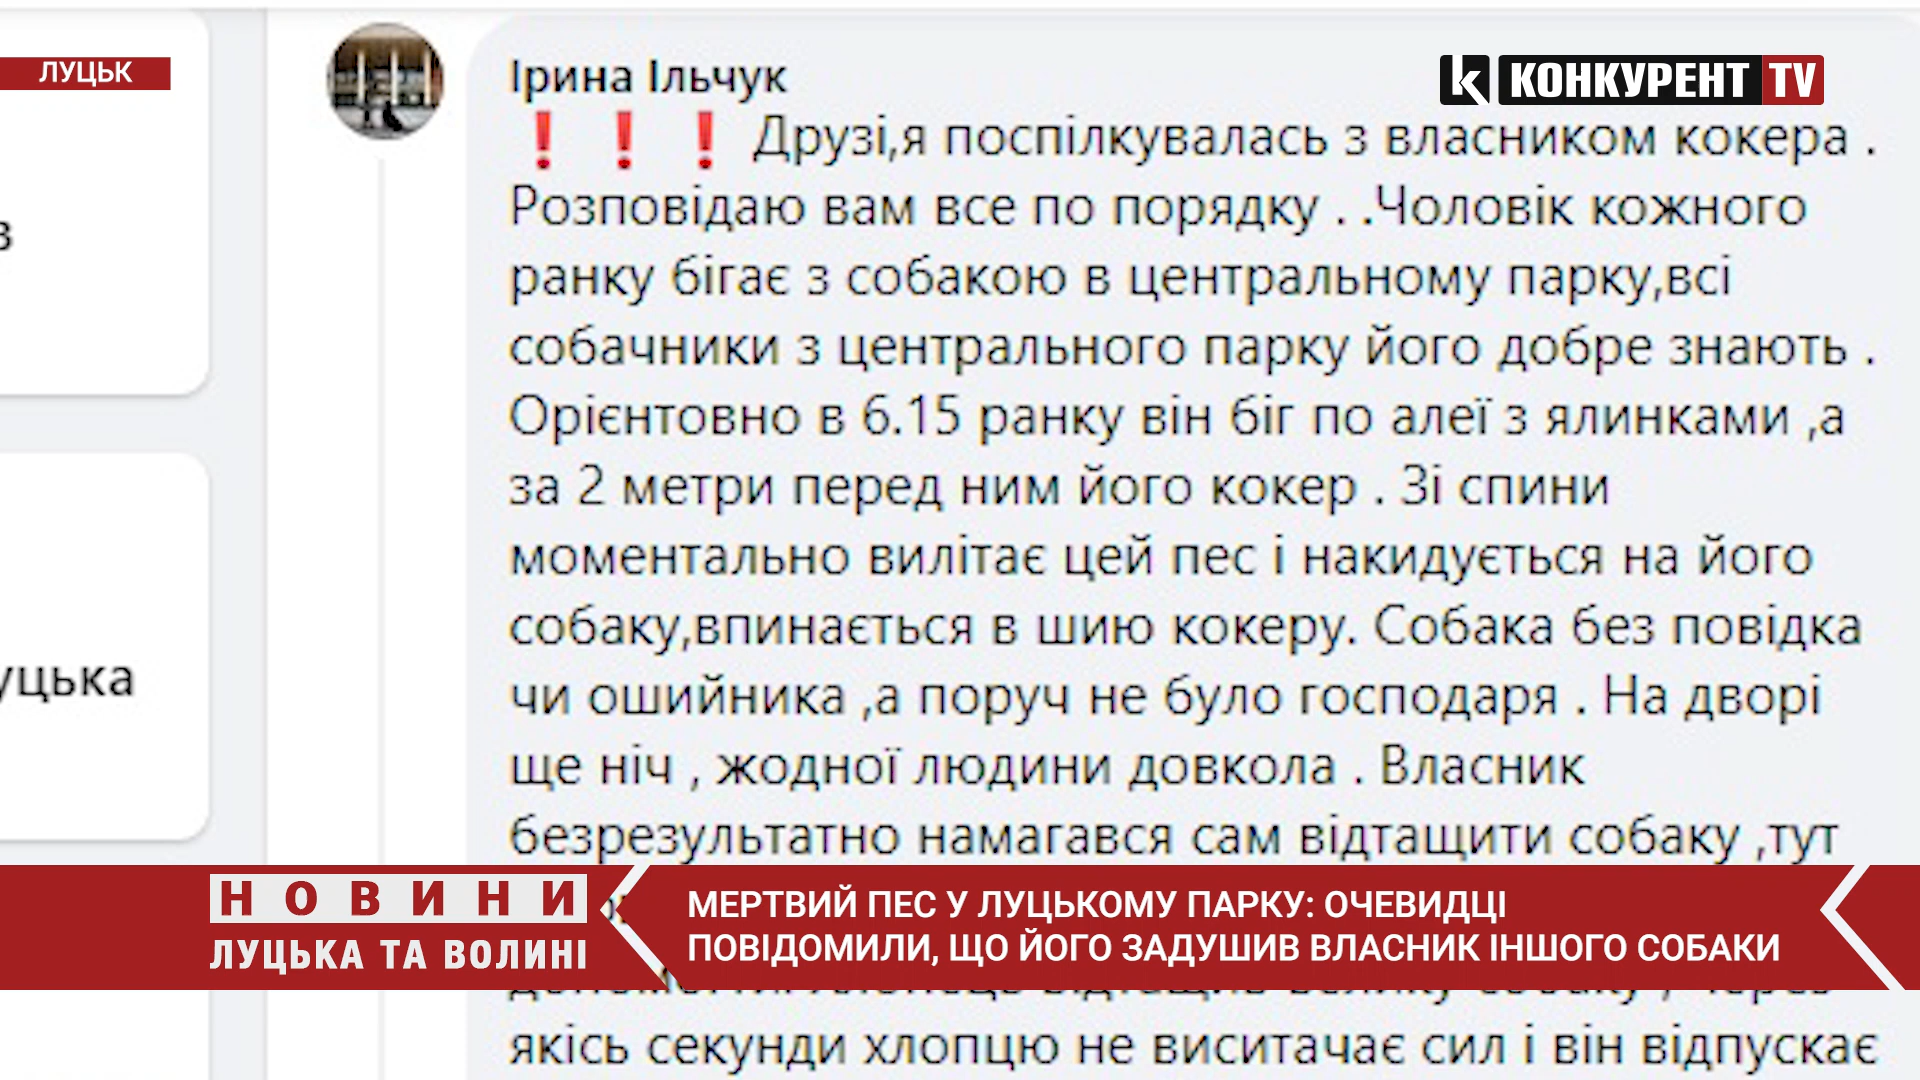 ЛУЦЬК
КОНКУРЕНТ TV
Ірина Ільчук
❗❗❗ Друзі,я поспілкувалась з власником кокера .
Розповідаю вам все по порядку . .Чоловік кожного
ранку бігає з собакою в центральному парку,всі
собачники з центрального парку його добре знають .
Орієнтовно в 6.15 ранку він біг по алеї з ялинками ,а
за 2 метри перед ним його кокер . Зі спини
моментально вилітає цей пес і накидується на його
собаку,впинається в шию кокеру. Собака без повідка
чи ошийника ,а поруч не було господаря . На дворі
ще ніч , жодної людини довкола . Власник
безрезультатно намагався сам відтащити собаку ,тут
якісь секунди хлопцю не виситачає сил і він відпускає
в
уцька
НОВИНИ
ЛУЦЬКА ТА ВОЛИНІ
МЕРТВИЙ ПЕС У ЛУЦЬКОМУ ПАРКУ: ОЧЕВИДЦІ
ПОВІДОМИЛИ, ЩО ЙОГО ЗАДУШИВ ВЛАСНИК ІНШОГО СОБАКИ